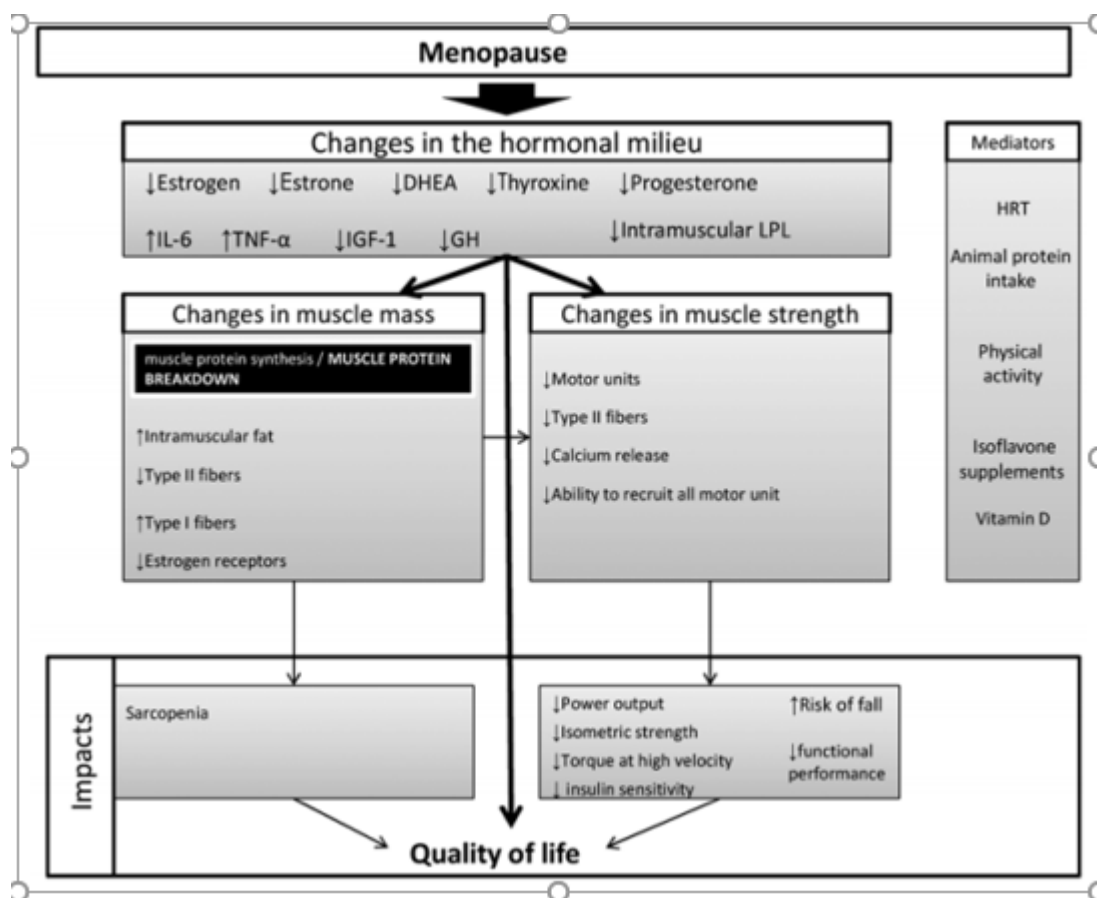 Menopause
Changes in the hormonal milieu
↓Estrogen ↓Estrone ↓DHEA ↓Thyroxine ↓Progesterone
↑IL-6 ↑TNF-α ↓IGF-1 ↓GH ↓Intramuscular LPL
Changes in muscle mass
muscle protein synthesis / MUSCLE PROTEIN
BREAKDOWN
↑Intramuscular fat
↓Type II fibers
↑Type I fibers
↓Estrogen receptors
Changes in muscle strength
↓Motor units
↓Type II fibers
↓Calcium release
↓Ability to recruit all motor unit
Mediators
HRT
Animal protein
intake
Physical
activity
Isoflavone
supplements
Vitamin D
Impacts
Sarcopenia
↓Power output
↓Isometric strength
↓Torque at high velocity
↓ insulin sensitivity
↑Risk of fall
↓functional
performance
Quality of life